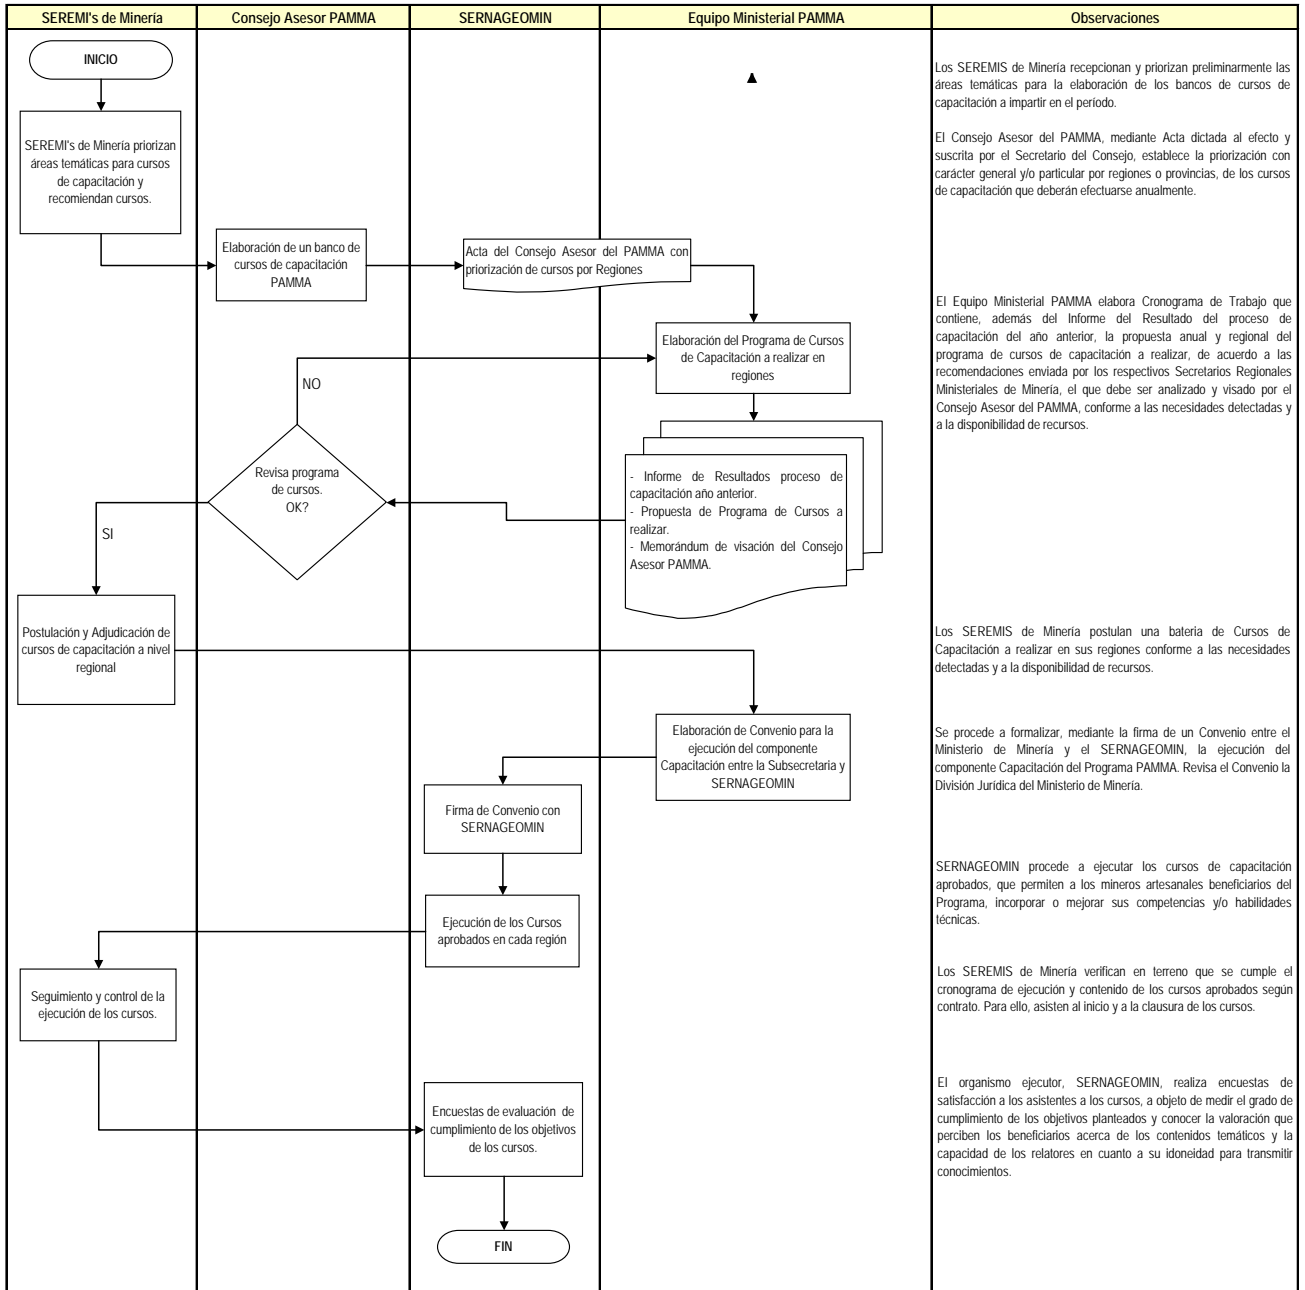 SEREMI's de Minería
Consejo Asesor PAMMA
SERNAGEOMIN
Equipo Ministerial PAMMA
Observaciones
INICIO
SEREMI's de Minería priorizan
áreas temáticas para cursos
de capacitación y
recomiendan cursos.
Elaboración de un banco de
cursos de capacitación
PAMMA
Acta del Consejo Asesor del PAMMA con
priorización de cursos por Regiones
Elaboración del Programa de Cursos
de Capacitación a realizar en
regiones
NO
Revisa programa
de cursos.
OK?
SI
- Informe de Resultados proceso de
capacitación año anterior.
- Propuesta de Programa de Cursos a
realizar.
- Memorándum de visación del Consejo
Asesor PAMMA.
Postulación y Adjudicación de
cursos de capacitación a nivel
regional
Elaboración de Convenio para la
ejecución del componente
Capacitación entre la Subsecretaria y
SERNAGEOMIN
Firma de Convenio con
SERNAGEOMIN
Ejecución de los Cursos
aprobados en cada región
Seguimiento y control de la
ejecución de los cursos.
Encuestas de evaluación de
cumplimiento de los objetivos
de los cursos.
FIN
Los SEREMIS de Minería recepcionan y priorizan preliminarmente las
áreas temáticas para la elaboración de los bancos de cursos de
capacitación a impartir en el período.
El Consejo Asesor del PAMMA, mediante Acta dictada al efecto y
suscrita por el Secretario del Consejo, establece la priorización con
carácter general y/o particular por regiones o provincias, de los cursos
de capacitación que deberán efectuarse anualmente.
El Equipo Ministerial PAMMA elabora Cronograma de Trabajo que
contiene, además del Informe del Resultado del proceso de
capacitación del año anterior, la propuesta anual y regional del
programa de cursos de capacitación a realizar, de acuerdo a las
recomendaciones enviada por los respectivos Secretarios Regionales
Ministeriales de Minería, el que debe ser analizado y visado por el
Consejo Asesor del PAMMA, conforme a las necesidades detectadas y
a la disponibilidad de recursos.
Los SEREMIS de Minería postulan una bateria de Cursos de
Capacitación a realizar en sus regiones conforme a las necesidades
detectadas y a la disponibilidad de recursos.
Se procede a formalizar, mediante la firma de un Convenio entre el
Ministerio de Minería y el SERNAGEOMIN, la ejecución del
componente Capacitación del Programa PAMMA. Revisa el Convenio la
División Jurídica del Ministerio de Minería.
SERNAGEOMIN procede a ejecutar los cursos de capacitación
aprobados, que permiten a los mineros artesanales beneficiarios del
Programa, incorporar o mejorar sus competencias y/o habilidades
técnicas.
Los SEREMIS de Minería verifican en terreno que se cumple el
cronograma de ejecución y contenido de los cursos aprobados según
contrato. Para ello, asisten al inicio y a la clausura de los cursos.
El organismo ejecutor, SERNAGEOMIN, realiza encuestas de
satisfacción a los asistentes a los cursos, a objeto de medir el grado de
cumplimiento de los objetivos planteados y conocer la valoración que
perciben los beneficiarios acerca de los contenidos temáticos y la
capacidad de los relatores en cuanto a su idoneidad para transmitir
conocimientos.